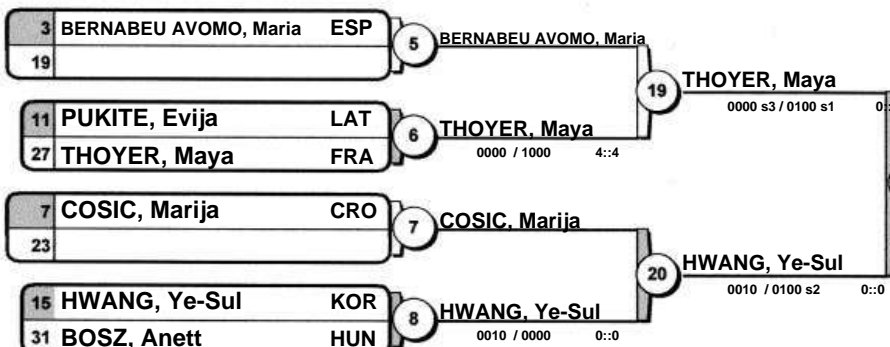 3 BERNABEU AVOMO, Maria ESP
19
5
BERNABEU AVOMO, Maria
11 PUKITE, Evija LAT
27 THOYER, Maya FRA
6
THOYER, Maya
0000 / 1000 4::4
19
THOYER, Maya
0000 s3 / 0100 s1 0::
7 COSIC, Marija CRO
23
7
COSIC, Marija
15 HWANG, Ye-Sul KOR
31 BOSZ, Anett HUN
8
HWANG, Ye-Sul
0010 / 0000 0::0
20
HWANG, Ye-Sul
0010 / 0100 s2 0::0